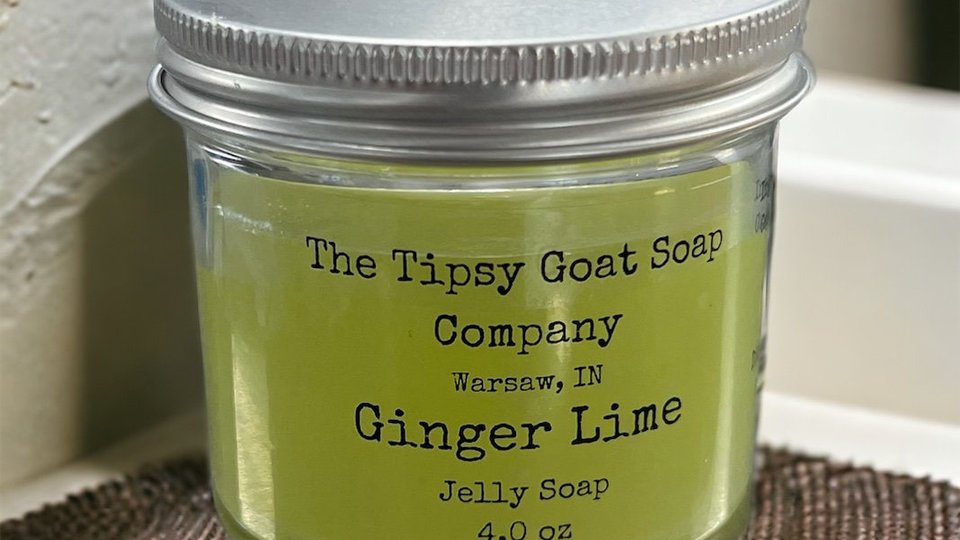 The Tipsy Goat Soap
Company
Warsaw, IN
Ginger Lime
Jelly Soap
4.0 oz